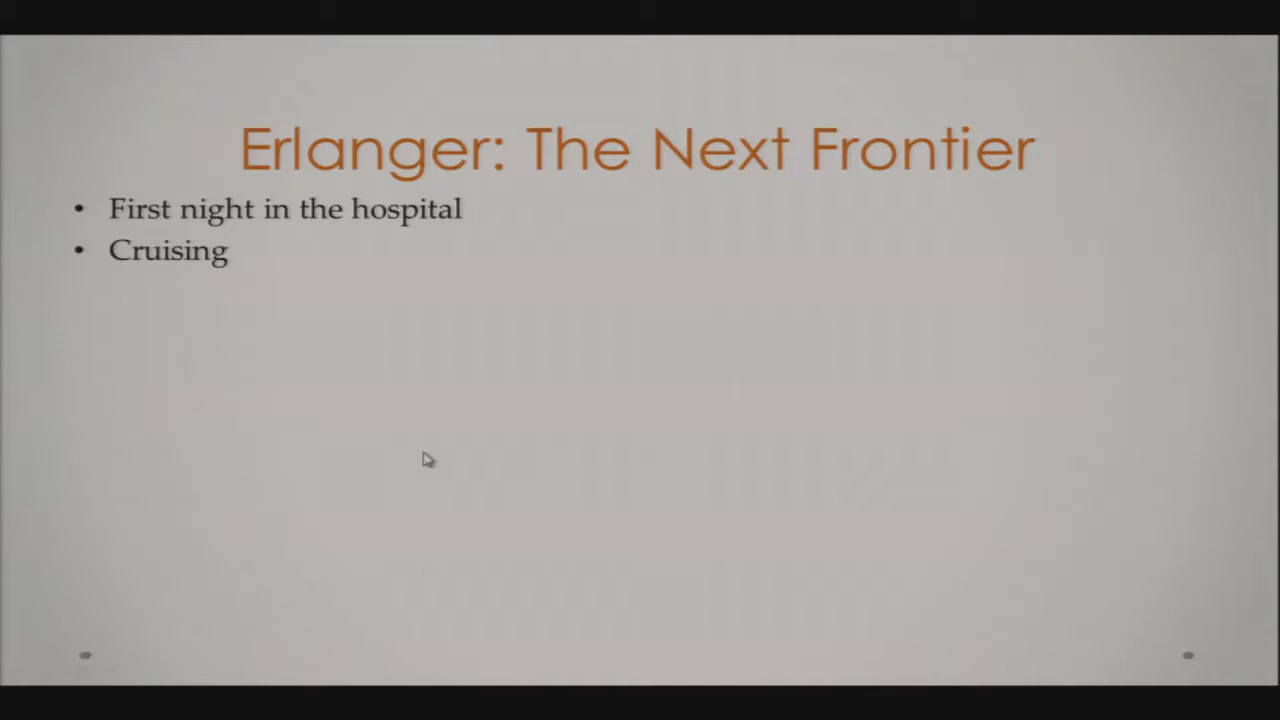 Erlanger: The Next Frontier
• First night in the hospital
• Cruising